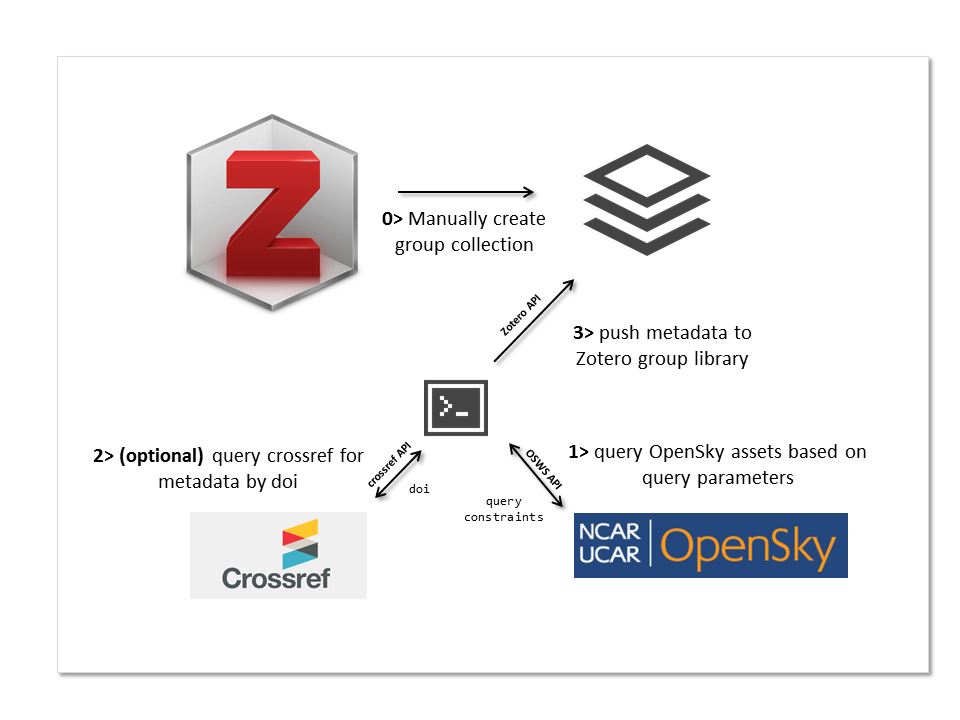 Z
0> Manually create
group collection
Zotero API
3> push metadata to
Zotero group library
>_
2> (optional) query crossref for
metadata by doi
crossref API
doi
OSWS API
query
constraints
1> query OpenSky assets based on
query parameters
Crossref
NCAR
UCAR
OpenSky